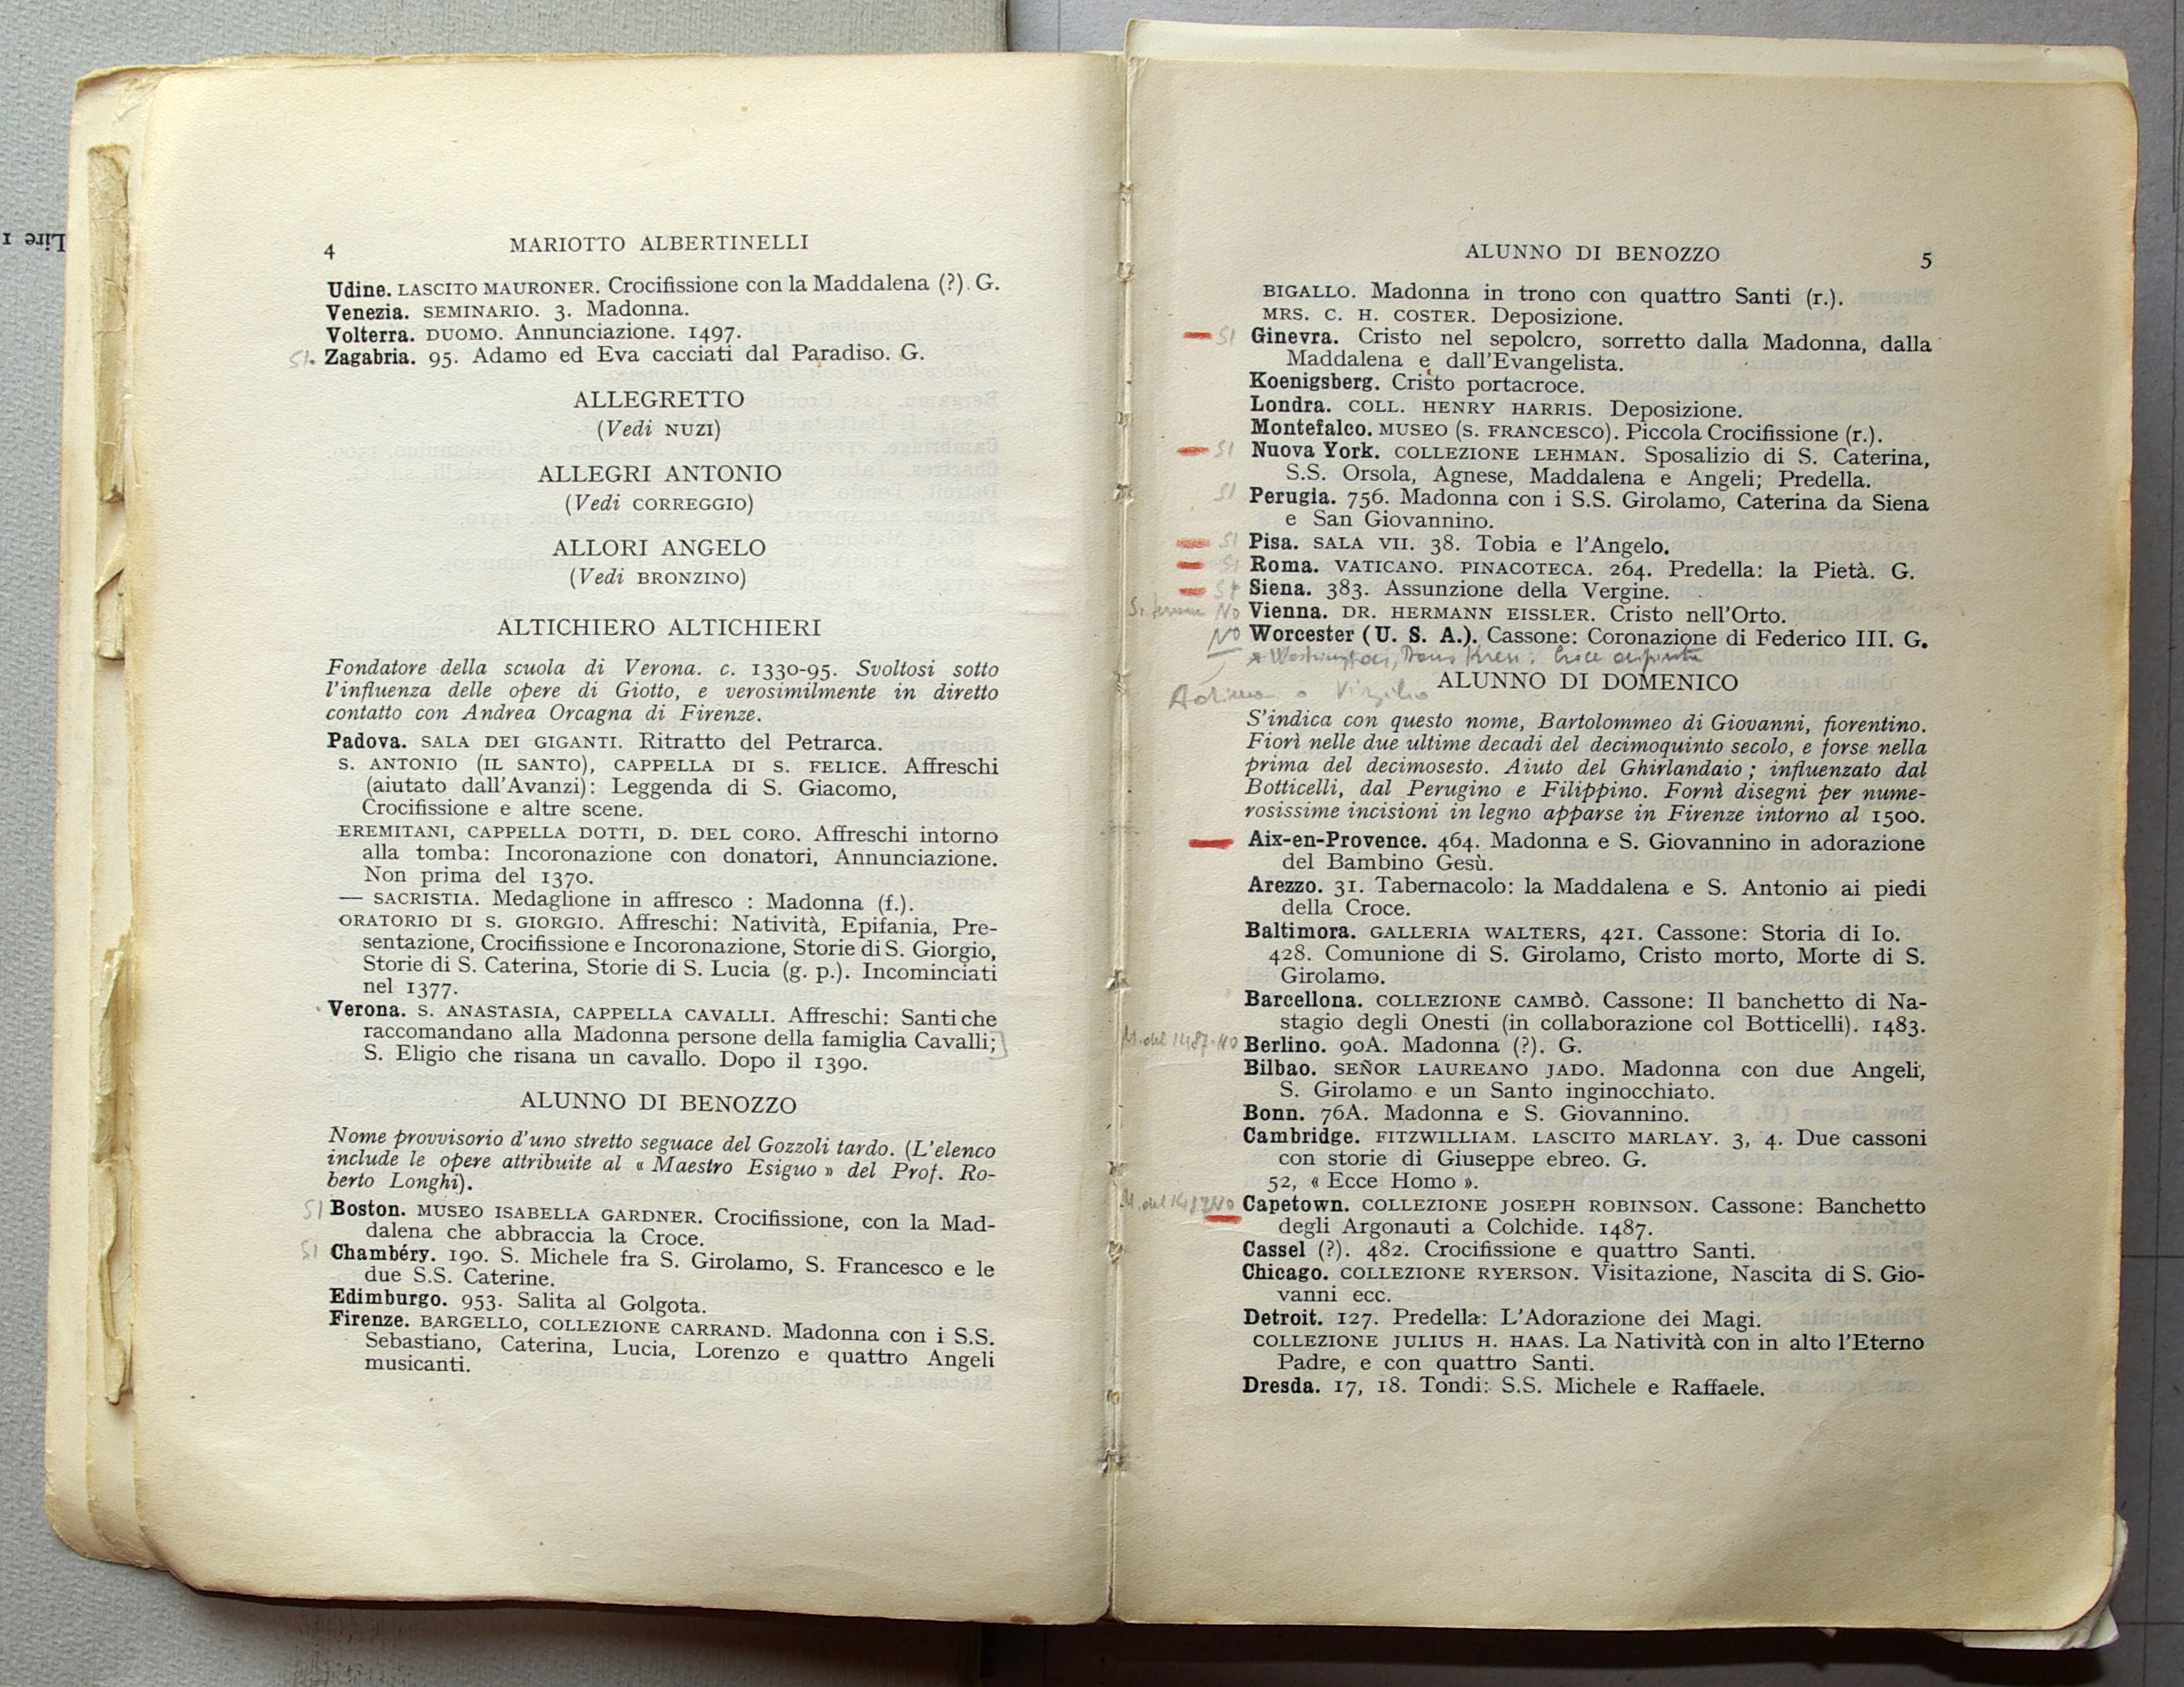 Lire 1
4 MARIOTTO ALBERTINELLI
Udine. LASCITO MAURONER. Crocifissione con la Maddalena (?). G.
Venezia. SEMINARIO. 3. Madonna.
Volterra. DUOMO. Annunciazione. 1497.
SI. Zagabria. 95. Adamo ed Eva cacciati dal Paradiso. G.
ALLEGRETTO
(Vedi NUZI)
ALLEGRI ANTONIO
(Vedi CORREGGIO)
ALLORI ANGELO
(Vedi BRONZINO)
ALTICHIERO ALTICHIERI
Fondatore della scuola di Verona. c. 1330-95. Svoltosi sotto
l'influenza delle opere di Giotto, e verosimilmente in diretto
contatto con Andrea Orcagna di Firenze.
Padova. SALA DEI GIGANTI. Ritratto del Petrarca.
S. ANTONIO (IL SANTO), CAPPELLA DI S. FELICE. Affreschi
(aiutato dall'Avanzi): Leggenda di S. Giacomo,
Crocifissione e altre scene.
EREMITANI, CAPPELLA DOTTI, D. DEL CORO. Affreschi intorno
alla tomba: Incoronazione con donatori, Annunciazione.
Non prima del 1370.
— SACRISTIA. Medaglione in affresco : Madonna (f.).
ORATORIO DI S. GIORGIO. Affreschi: Natività, Epifania, Pre-
sentazione, Crocifissione e Incoronazione, Storie di S. Giorgio,
Storie di S. Caterina, Storie di S. Lucia (g. p.). Incominciati
nel 1377.
Verona. S. ANASTASIA, CAPPELLA CAVALLI. Affreschi: Santi che
raccomandano alla Madonna persone della famiglia Cavalli;
S. Eligio che risana un cavallo. Dopo il 1390.
ALUNNO DI BENOZZO
Nome provvisorio d'uno stretto seguace del Gozzoli tardo. (L'elenco
include le opere attribuite al « Maestro Esiguo » del Prof. Ro-
berto Longhi).
SI Boston. MUSEO ISABELLA GARDNER. Crocifissione, con la Mad-
dalena che abbraccia la Croce.
SI Chambéry. 190. S. Michele fra S. Girolamo, S. Francesco e le
due S.S. Caterine.
Edimburgo. 953. Salita al Golgota.
Firenze. BARGELLO, COLLEZIONE CARRAND. Madonna con i S.S.
Sebastiano, Caterina, Lucia, Lorenzo e quattro Angeli
musicanti.
ALUNNO DI BENOZZO 5
BIGALLO. Madonna in trono con quattro Santi (r.).
MRS. C. H. COSTER. Deposizione.
SI Ginevra. Cristo nel sepolcro, sorretto dalla Madonna, dalla
Maddalena e dall'Evangelista.
Koenigsberg. Cristo portacroce.
Londra. COLL. HENRY HARRIS. Deposizione.
Montefalco. MUSEO (S. FRANCESCO). Piccola Crocifissione (r.).
SI Nuova York. COLLEZIONE LEHMAN. Sposalizio di S. Caterina,
S.S. Orsola, Agnese, Maddalena e Angeli; Predella.
SI Perugia. 756. Madonna con i S.S. Girolamo, Caterina da Siena
e San Giovannino.
SI Pisa. SALA VII. 38. Tobia e l'Angelo.
SI Roma. VATICANO. PINACOTECA. 264. Predella: la Pietà. G.
SI Siena. 383. Assunzione della Vergine.
NO Vienna. DR. HERMANN EISSLER. Cristo nell'Orto.
NO Worcester (U. S. A.). Cassone: Coronazione di Federico III. G.
ALUNNO DI DOMENICO
S'indica con questo nome, Bartolommeo di Giovanni, fiorentino.
Fiorì nelle due ultime decadi del decimoquinto secolo, e forse nella
prima del decimosesto. Aiuto del Ghirlandaio ; influenzato dal
Botticelli, dal Perugino e Filippino. Fornì disegni per nume-
rosissime incisioni in legno apparse in Firenze intorno al 1500.
Aix-en-Provence. 464. Madonna e S. Giovannino in adorazione
del Bambino Gesù.
Arezzo. 31. Tabernacolo: la Maddalena e S. Antonio ai piedi
della Croce.
Baltimora. GALLERIA WALTERS, 421. Cassone: Storia di Io.
428. Comunione di S. Girolamo, Cristo morto, Morte di S.
Girolamo.
Barcellona. COLLEZIONE CAMBÒ. Cassone: Il banchetto di Na-
stagio degli Onesti (in collaborazione col Botticelli). 1483.
M. del 1487 - NO Berlino. 90A. Madonna (?). G.
Bilbao. SEÑOR LAUREANO JADO. Madonna con due Angeli,
S. Girolamo e un Santo inginocchiato.
Bonn. 76A. Madonna e S. Giovannino.
Cambridge. FITZWILLIAM. LASCITO MARLAY. 3, 4. Due cassoni
con storie di Giuseppe ebreo. G.
52, « Ecce Homo ».
M. del 1487 NO Capetown. COLLEZIONE JOSEPH ROBINSON. Cassone: Banchetto
degli Argonauti a Colchide. 1487.
Cassel (?). 482. Crocifissione e quattro Santi.
Chicago. COLLEZIONE RYERSON. Visitazione, Nascita di S. Gio-
vanni ecc.
Detroit. 127. Predella: L'Adorazione dei Magi.
COLLEZIONE JULIUS H. HAAS. La Natività con in alto l'Eterno
Padre, e con quattro Santi.
Dresda. 17, 18. Tondi: S.S. Michele e Raffaele.